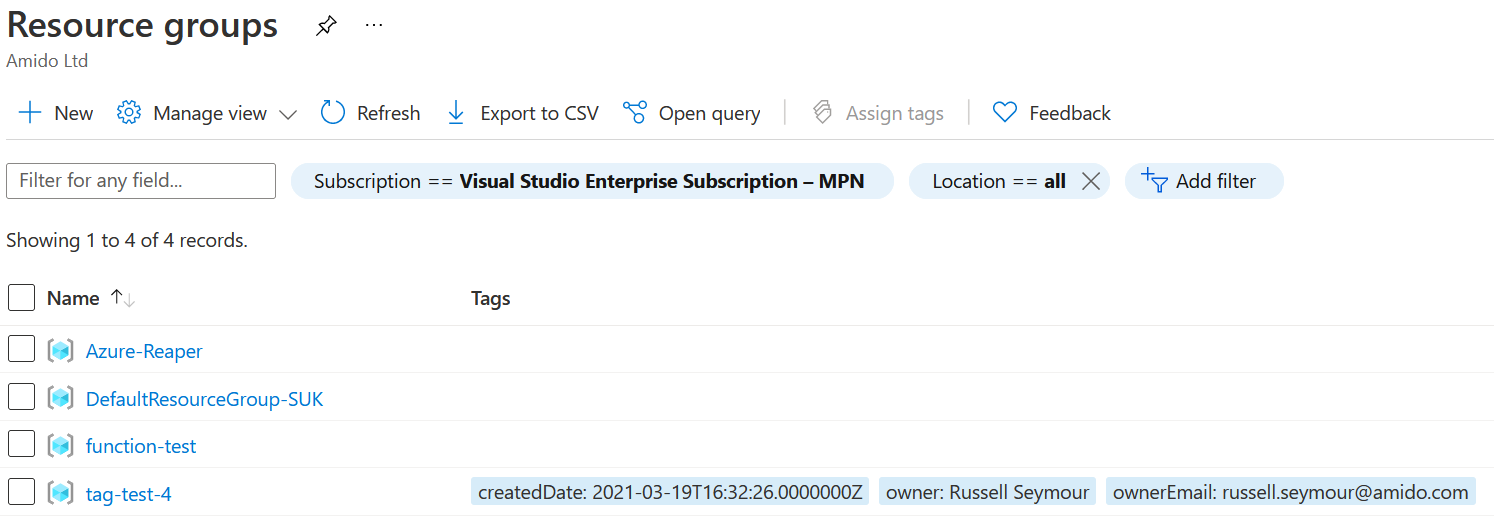 Resource groups ...
Amido Ltd
New Manage view Refresh Export to CSV Open query Assign tags Feedback
Filter for any field... Subscription == Visual Studio Enterprise Subscription – MPN Location == all Add filter
Showing 1 to 4 of 4 records.
Name Tags
Azure-Reaper
DefaultResourceGroup-SUK
function-test
tag-test-4 createdDate: 2021-03-19T16:32:26.0000000Z owner: Russell Seymour ownerEmail: russell.seymour@amido.com